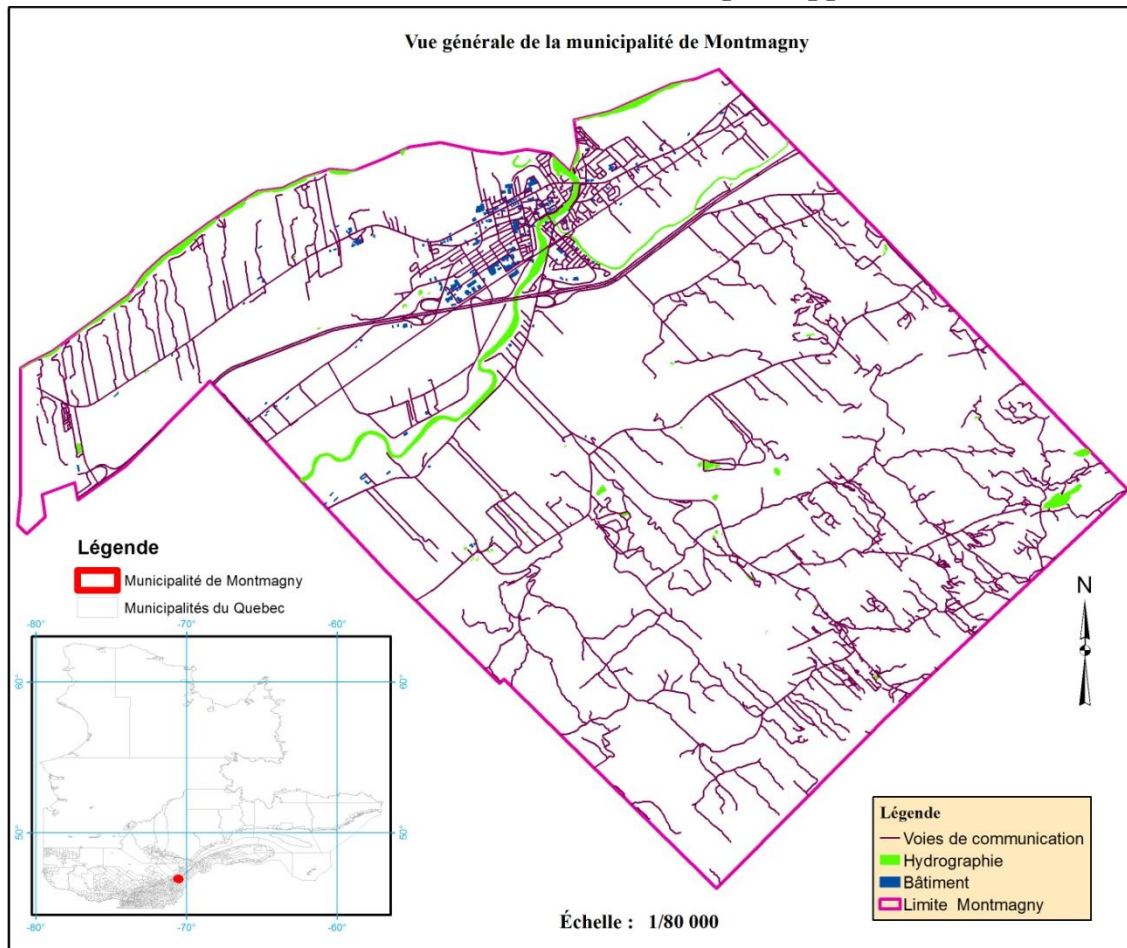 Vue générale de la municipalité de Montmagny
Légende
Municipalité de Montmagny
Municipalités du Quebec
-80°
-70°
-60°
60°
60°
50°
50°
-80°
-70°
-60°
N
Légende
Voies de communication
Hydrographie
Bâtiment
Limite Montmagny
Échelle : 1/80 000